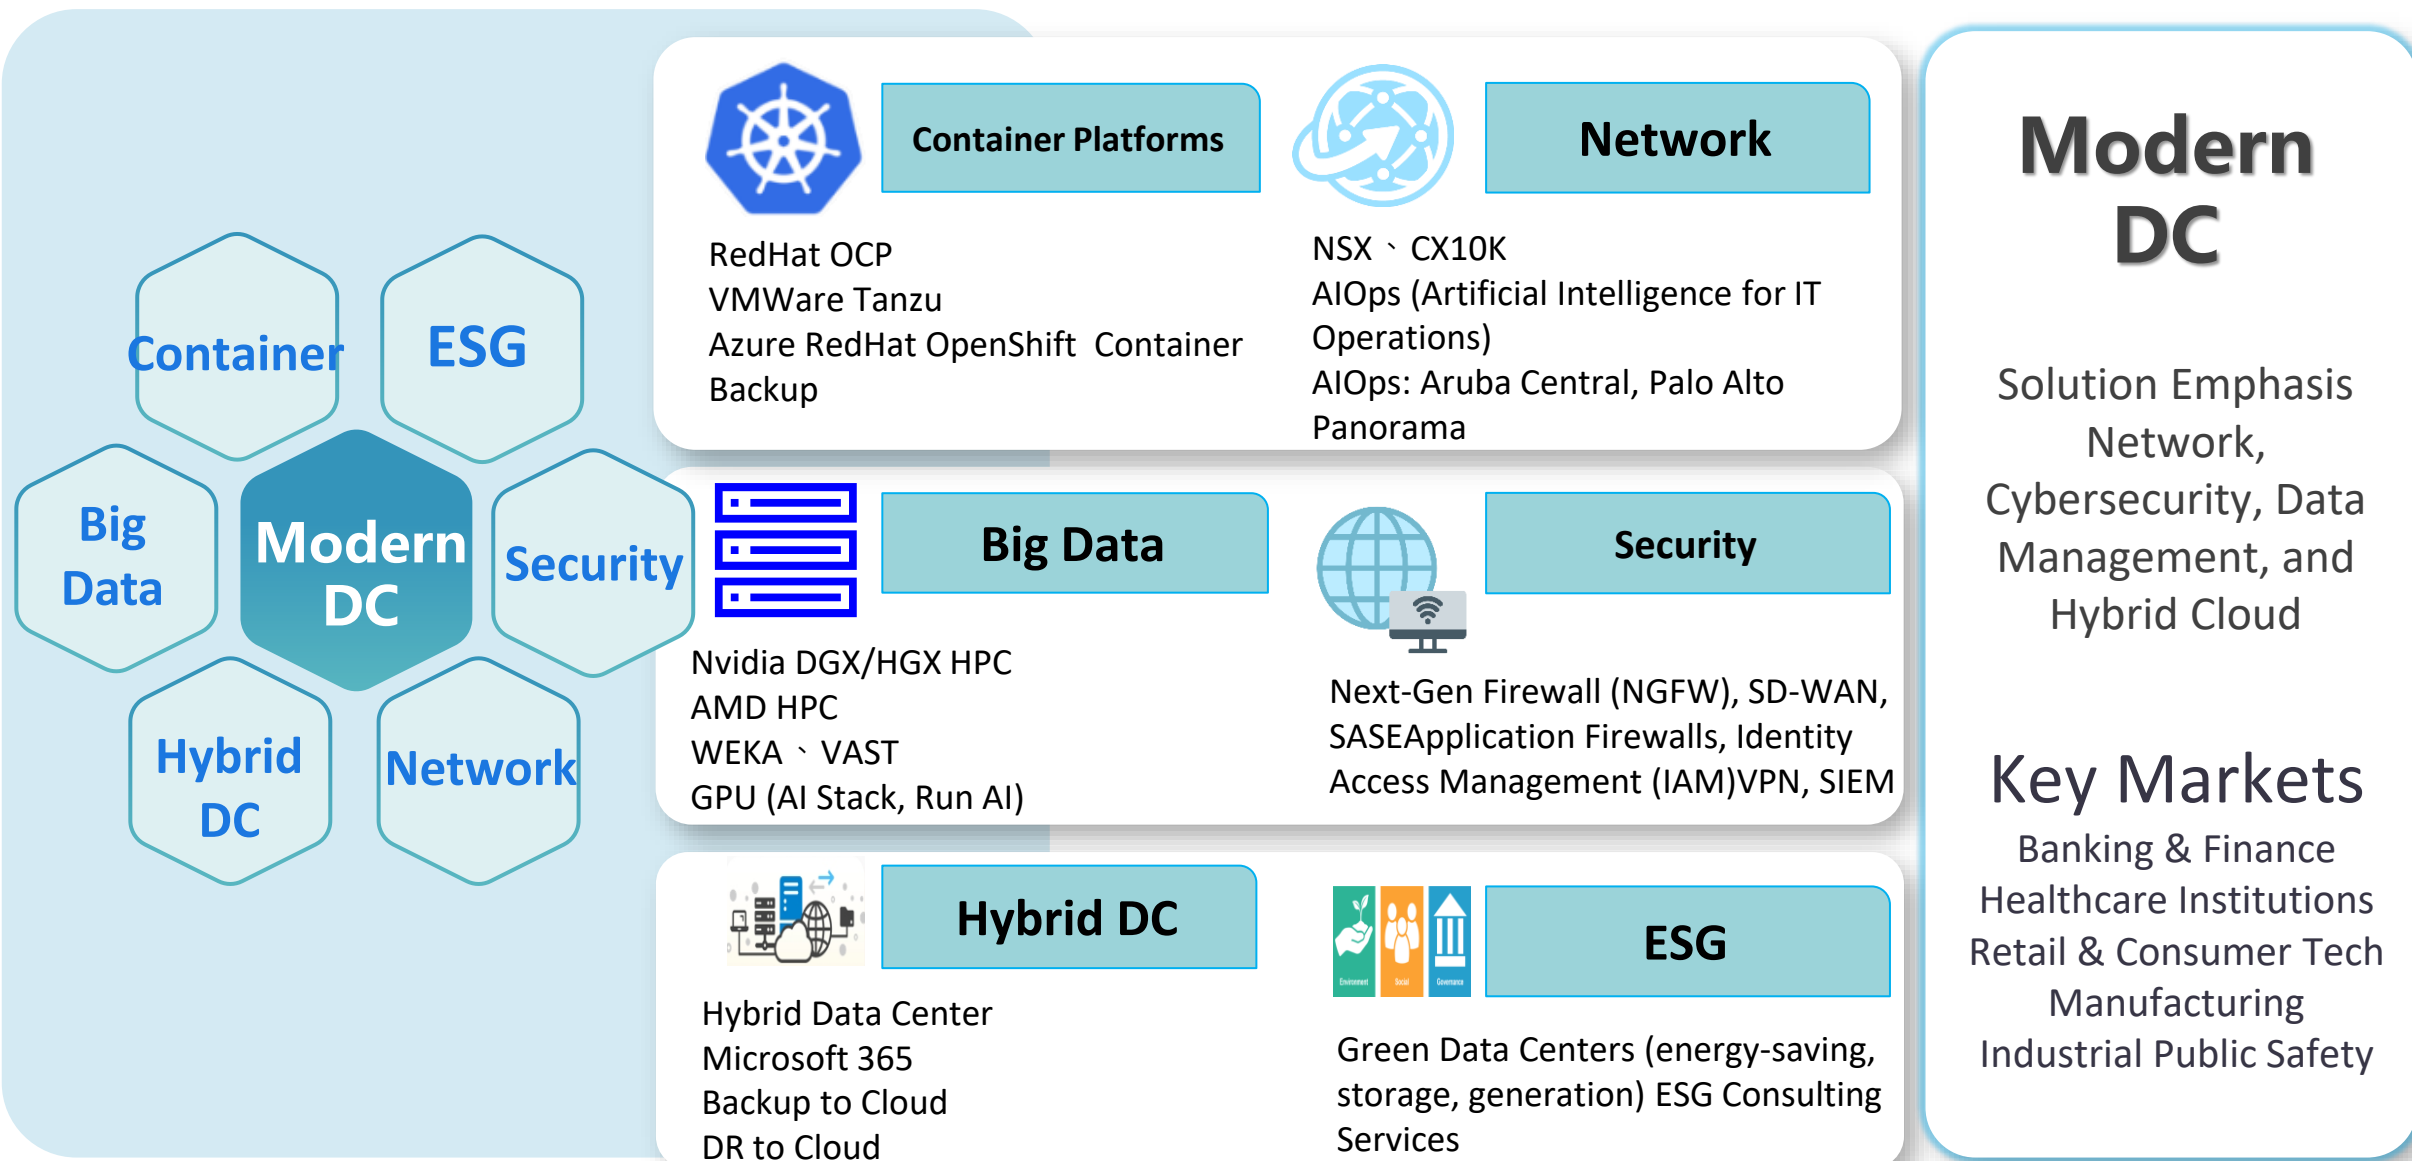 Container
ESG
Big
Data
Modern
DC
Security
Hybrid
DC
Network
Container Platforms
RedHat OCP
VMWare Tanzu
Azure RedHat OpenShift  Container
Backup
Network
NSX、CX10K
AIOps (Artificial Intelligence for IT
Operations)
AIOps: Aruba Central, Palo Alto
Panorama
Big Data
Nvidia DGX/HGX HPC
AMD HPC
WEKA、VAST
GPU (AI Stack, Run AI)
Security
Next-Gen Firewall (NGFW), SD-WAN,
SASEApplication Firewalls, Identity
Access Management (IAM)VPN, SIEM
Hybrid DC
Hybrid Data Center
Microsoft 365
Backup to Cloud
DR to Cloud
Environment
Social
Governance
ESG
Green Data Centers (energy-saving,
storage, generation) ESG Consulting
Services
Modern
DC
Solution Emphasis
Network,
Cybersecurity, Data
Management, and
Hybrid Cloud
Key Markets
Banking & Finance
Healthcare Institutions
Retail & Consumer Tech
Manufacturing
Industrial Public Safety